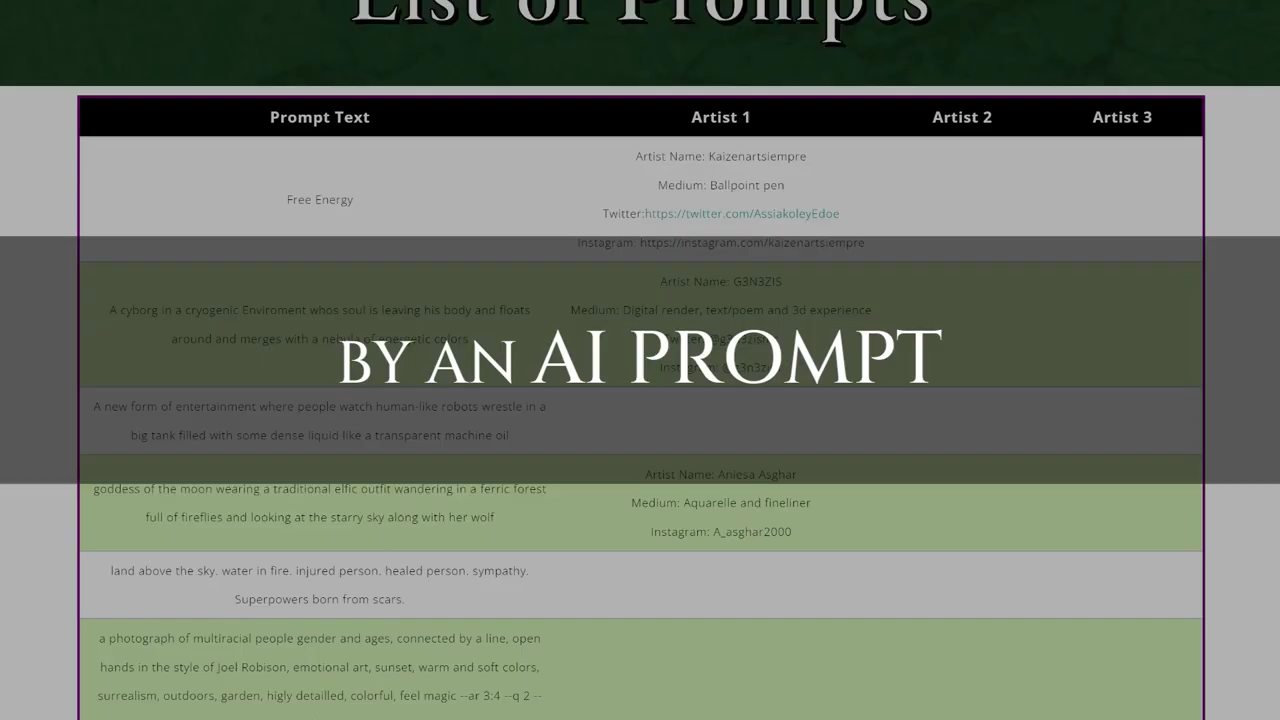 List of Prompts
Prompt Text Artist 1 Artist 2 Artist 3
Free Energy
Artist Name: Kaizenartsiempre
Medium: Ballpoint pen
Twitter:https://twitter.com/AssiakoleyEdoe
Instagram: https://instagram.com/kaizenartsiempre
A cyborg in a cryogenic Enviroment whos soul is leaving his body and floats
around and merges with a nebula of energetic colors
Artist Name: G3N3ZIS
Medium: Digital render, text/poem and 3d experience
BY AN AI PROMPT
A new form of entertainment where people watch human-like robots wrestle in a
big tank filled with some dense liquid like a transparent machine oil
goddess of the moon wearing a traditional elfic outfit wandering in a ferric forest
full of fireflies and looking at the starry sky along with her wolf
Artist Name: Aniesa Asghar
Medium: Aquarelle and fineliner
Instagram: A_asghar2000
land above the sky. water in fire. injured person. healed person. sympathy.
Superpowers born from scars.
a photograph of multiracial people gender and ages, connected by a line, open
hands in the style of Joel Robison, emotional art, sunset, warm and soft colors,
surrealism, outdoors, garden, higly detailled, colorful, feel magic --ar 3:4 --q 2 --